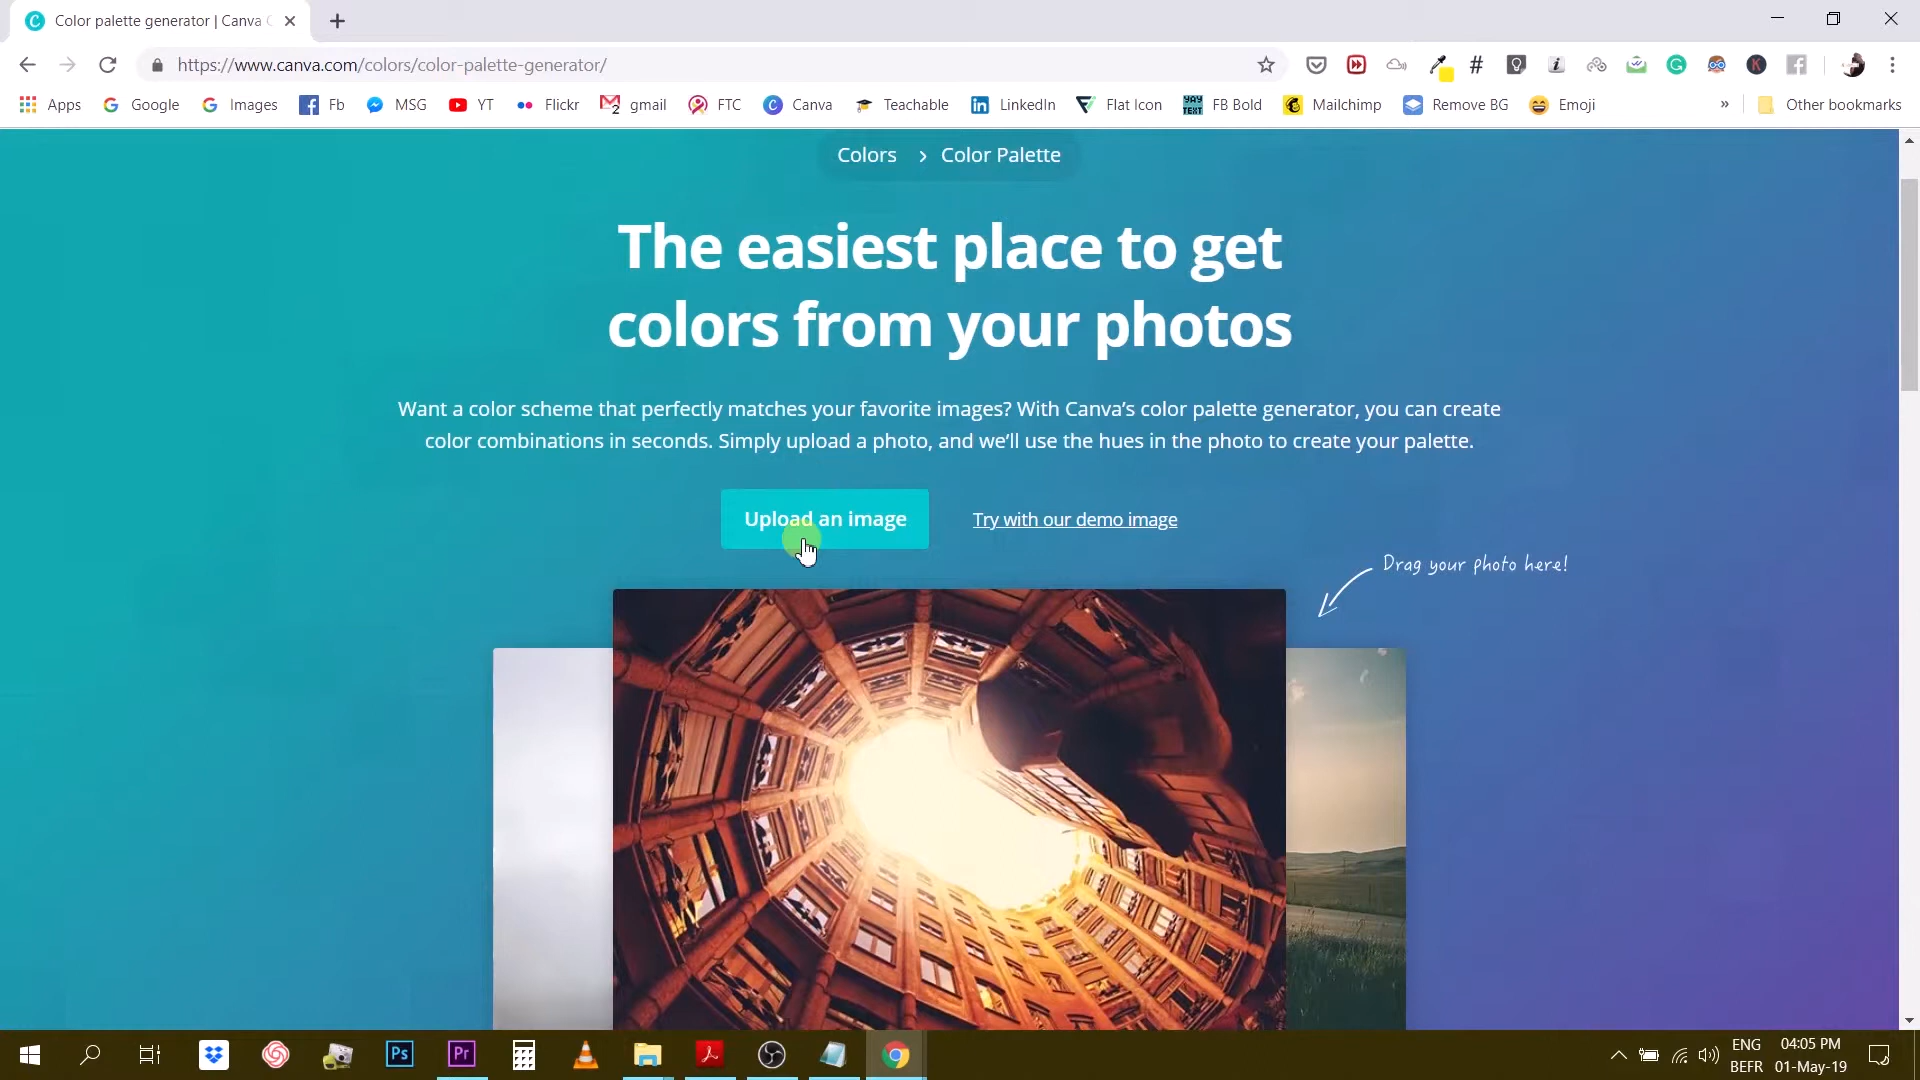 Color palette generator | Canva C
https://www.canva.com/colors/color-palette-generator/
Apps Google Images Fb MSG YT Flickr gmail FTC Canva Teachable LinkedIn Flat Icon FB Bold Mailchimp Remove BG Emoji » Other bookmarks
Colors > Color Palette
The easiest place to get
colors from your photos
Want a color scheme that perfectly matches your favorite images? With Canva’s color palette generator, you can create
color combinations in seconds. Simply upload a photo, and we’ll use the hues in the photo to create your palette.
Upload an image Try with our demo image
Drag your photo here!
Ps Pr
ENG 04:05 PM
BEFR 01-May-19